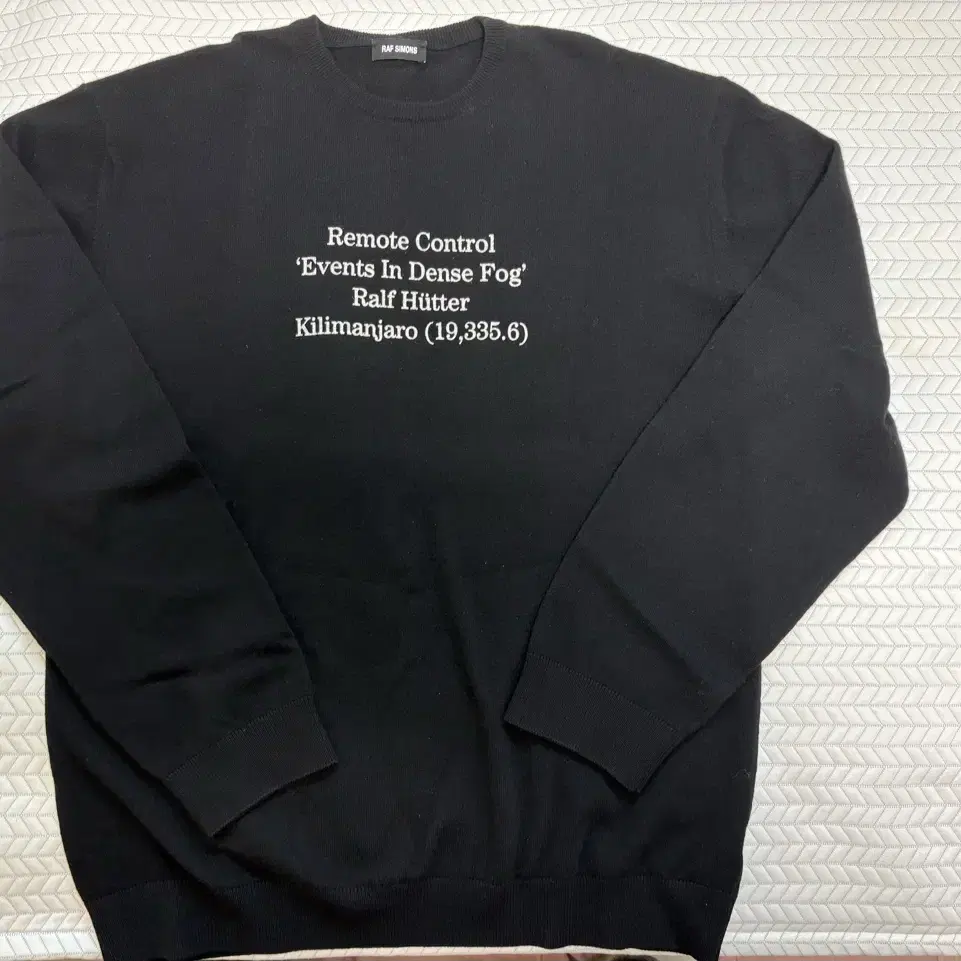 RAF SIMONS
Remote Control
‘Events In Dense Fog’
Ralf Hütter
Kilimanjaro (19,335.6)